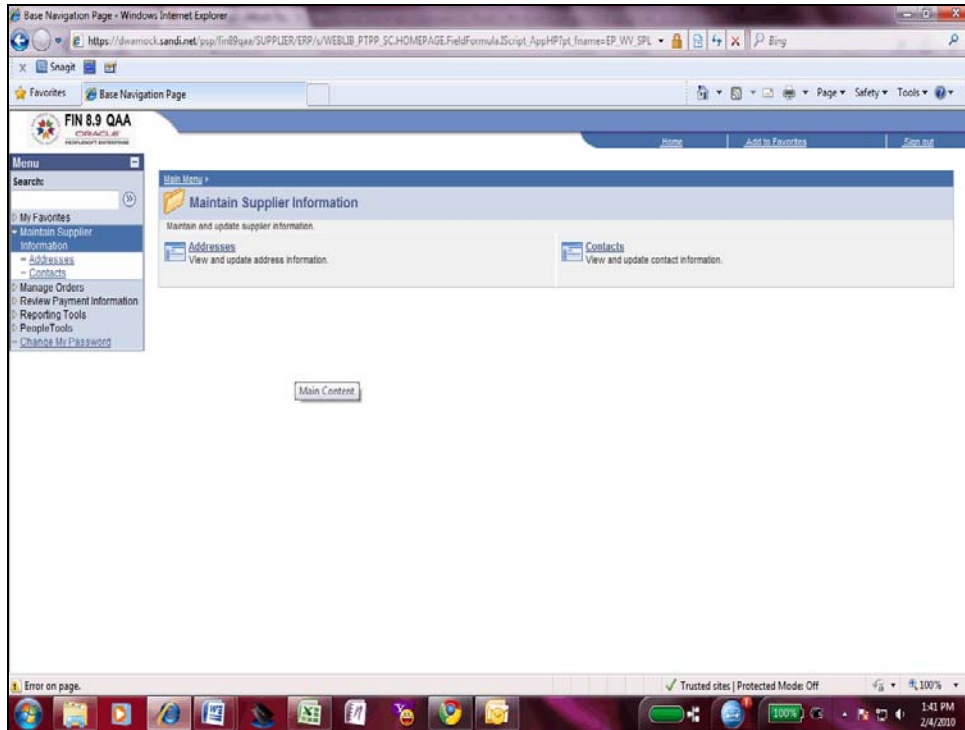 Base Navigation Page - Windows Internet Explorer
https://dwamock.sandi.net/psp/fin89qaa/SUPPLIER/ERP/s/WEBLIB_PTPP_SC.HOMEPAGE.FieldFormula.IScript_AppHP?pt_fname=EP_WV_SPL
Bing
x Snagit
Favorites Base Navigation Page Page Safety Tools
FIN 8.9 QAA
ORACLE
PEOPLESOFT ENTERPRISE
Home Add to Favorites Sign out
Menu
Search:
My Favorites
Maintain Supplier
Information
- Addresses
- Contacts
Manage Orders
Review Payment Information
Reporting Tools
PeopleTools
- Change My Password
Main Menu >
Maintain Supplier Information
Maintain and update supplier information.
Addresses
View and update address information.
Contacts
View and update contact information.
Main Content
Error on page. Trusted sites | Protected Mode: Off 100%
100% 1:41 PM
2/4/2010